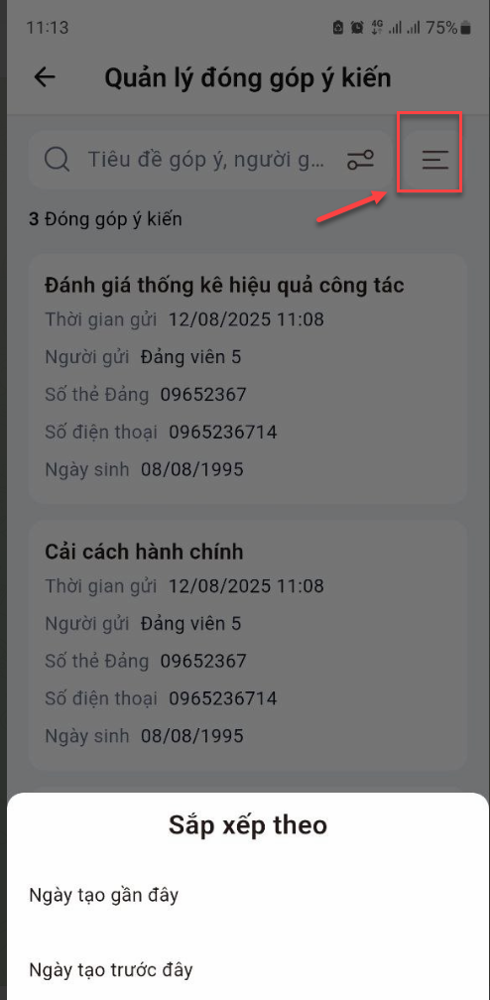 11:13
4G
75%
Quản lý đóng góp ý kiến
Tiêu đề góp ý, người g...
3 Đóng góp ý kiến
Đánh giá thống kê hiệu quả công tác
Thời gian gửi 12/08/2025 11:08
Người gửi Đảng viên 5
Số thẻ Đảng 09652367
Số điện thoại 0965236714
Ngày sinh 08/08/1995
Cải cách hành chính
Thời gian gửi 12/08/2025 11:08
Người gửi Đảng viên 5
Số thẻ Đảng 09652367
Số điện thoại 0965236714
Ngày sinh 08/08/1995
Sắp xếp theo
Ngày tạo gần đây
Ngày tạo trước đây